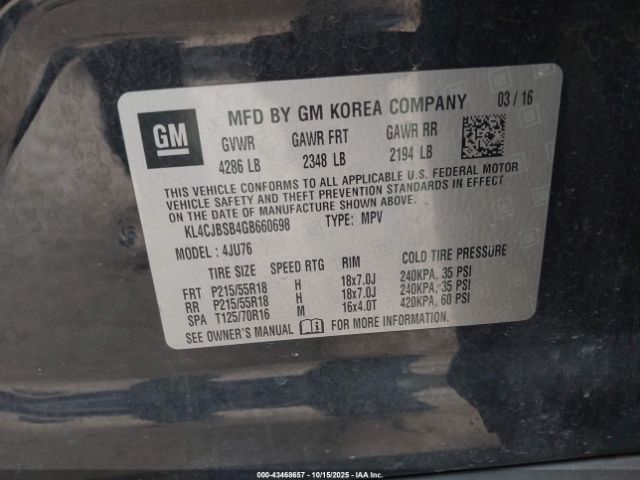 GM
MFD BY GM KOREA COMPANY 03 / 16
GVWR GAWR FRT GAWR RR
4286 LB 2348 LB 2194 LB
THIS VEHICLE CONFORMS TO ALL APPLICABLE U.S. FEDERAL MOTOR
VEHICLE SAFETY AND THEFT PREVENTION STANDARDS IN EFFECT
ON THE DATE OF MANUFACTURE SHOWN ABOVE.
KL4CJBSB4GB660698 TYPE: MPV
MODEL: 4JU76
TIRE SIZE SPEED RTG RIM COLD TIRE PRESSURE
FRT P215/55R18 H 18x7.0J 240KPA, 35 PSI
RR P215/55R18 H 18x7.0J 240KPA, 35 PSI
SPA T125/70R16 M 16x4.0T 420KPA, 60 PSI
SEE OWNER'S MANUAL FOR MORE INFORMATION.
000-43468657 - 10/15/2025 - IAA Inc.